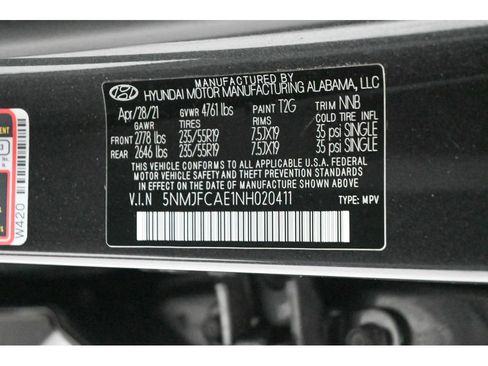 MANUFACTURED BY
HYUNDAI MOTOR MANUFACTURING ALABAMA, LLC
Apr/28/21 GVWR 4761 lbs PAINT T2G TRIM NNB
GAWR TIRES RIMS COLD TIRE INFL
FRONT 2778 lbs 235/55R19 7.5JX19 35 psi SINGLE
REAR 2646 lbs 235/55R19 7.5JX19 35 psi SINGLE
THIS VEHICLE CONFORMS TO ALL APPLICABLE U.S.A. FEDERAL
MOTOR VEHICLE SAFETY, BUMPER, AND THEFT PREVENTION
STANDARDS IN EFFECT ON THE DATE OF MANUFACTURE SHOWN ABOVE.
V.I.N 5NMJFCAE1NH020411 TYPE: MPV
W420